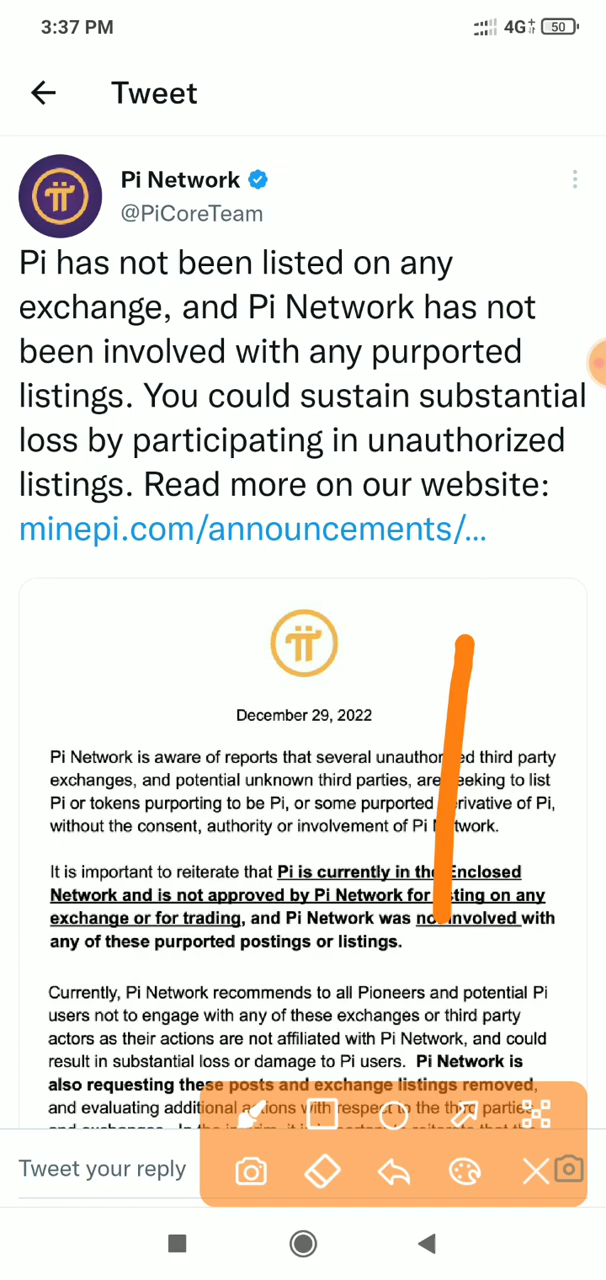 3:37 PM
4G+
50
Tweet
Pi Network
@PiCoreTeam
Pi has not been listed on any
exchange, and Pi Network has not
been involved with any purported
listings. You could sustain substantial
loss by participating in unauthorized
listings. Read more on our website:
minepi.com/announcements/...
December 29, 2022
Pi Network is aware of reports that several unauthor ed third party
exchanges, and potential unknown third parties, are eeking to list
Pi or tokens purporting to be Pi, or some purported rivative of Pi,
without the consent, authority or involvement of Pi N twork.
It is important to reiterate that Pi is currently in the Enclosed
Network and is not approved by Pi Network for sting on any
exchange or for trading, and Pi Network was not involved with
any of these purported postings or listings.
Currently, Pi Network recommends to all Pioneers and potential Pi
users not to engage with any of these exchanges or third party
actors as their actions are not affiliated with Pi Network, and could
result in substantial loss or damage to Pi users. Pi Network is
also requesting these posts and exchange listings removed,
and evaluating additional actions with respect to the third parties
Tweet your reply